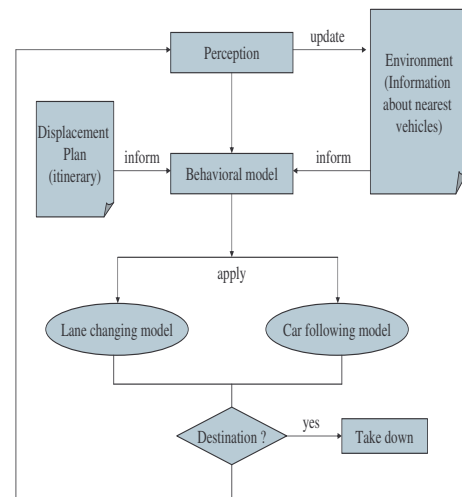 update
Perception
Environment
(Information
about nearest
vehicles)
Displacement
Plan
(itinerary)
inform
Behavioral model
inform
apply
Lane changing model
Car following model
Destination ?
yes
Take down